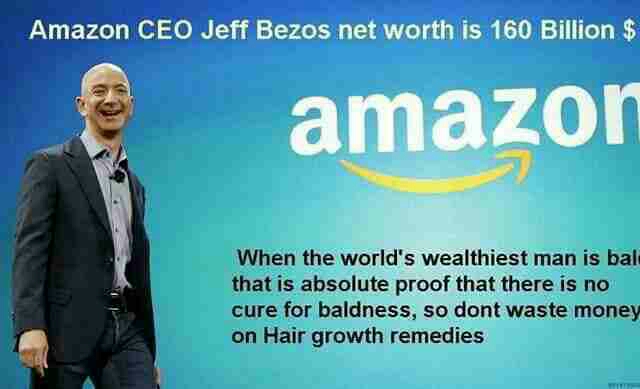 Amazon CEO Jeff Bezos net worth is 160 Billion $
amazon
When the world's wealthiest man is bal
that is absolute proof that there is no
cure for baldness, so dont waste money
on Hair growth remedies